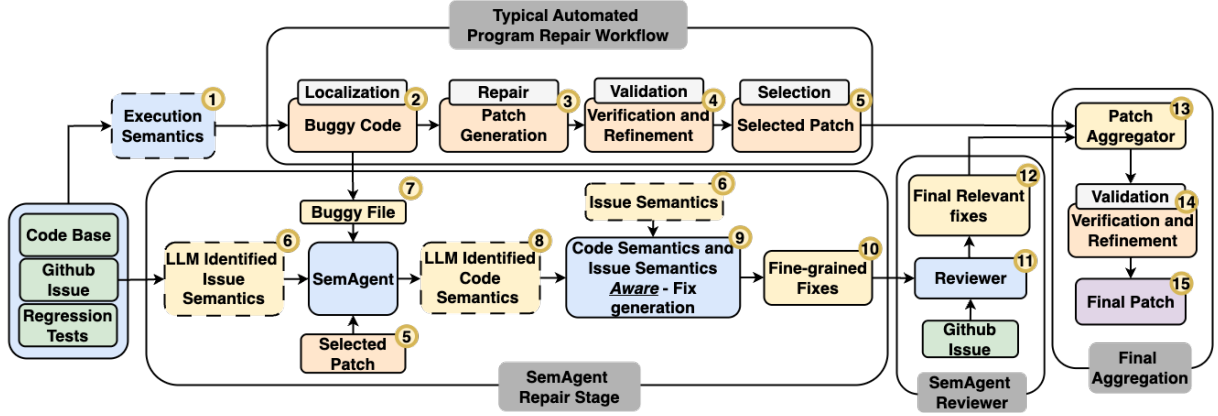 Typical Automated
Program Repair Workflow
1
Execution
Semantics
Localization
2
Buggy Code
Repair
3
Patch
Generation
Validation
4
Verification and
Refinement
Selection
5
Selected Patch
Code Base
Github
Issue
Regression
Tests
6
LLM Identified
Issue
Semantics
7
Buggy File
SemAgent
5
Selected
Patch
8
LLM Identified
Code
Semantics
6
Issue Semantics
9
Code Semantics and
Issue Semantics
Aware - Fix
generation
10
Fine-grained
Fixes
SemAgent
Repair Stage
12
Final Relevant
fixes
11
Reviewer
Github
Issue
SemAgent
Reviewer
13
Patch
Aggregator
Validation
14
Verification and
Refinement
15
Final Patch
Final
Aggregation